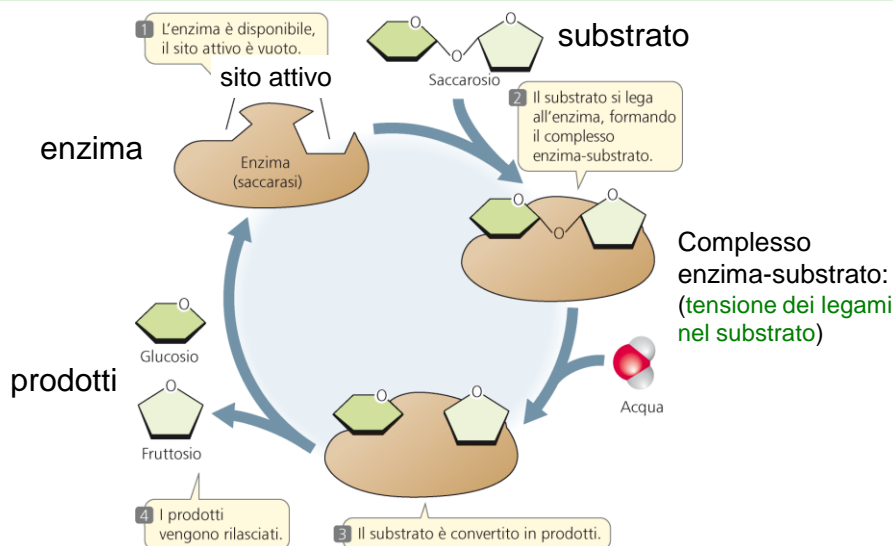 1 L'enzima è disponibile,
il sito attivo è vuoto.
sito attivo
enzima
Enzima
(saccarasi)
O
O
O
substrato
Saccarosio
2 Il substrato si lega
all'enzima, formando
il complesso
enzima-substrato.
O
O
O
Complesso
enzima-substrato:
(tensione dei legami
nel substrato)
Acqua
O
O
3 Il substrato è convertito in prodotti.
prodotti
O
Glucosio
O
Fruttosio
4 I prodotti
vengono rilasciati.